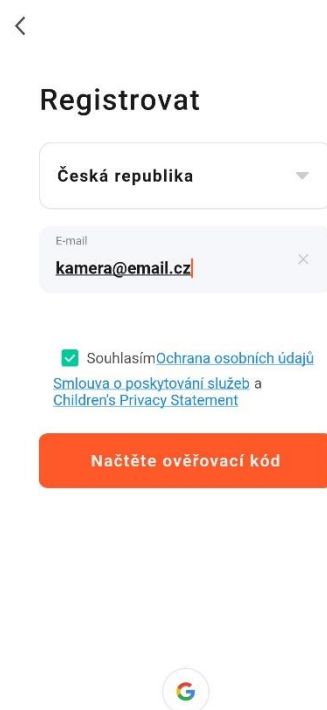 Registrovat
Česká republika
E-mail
kamera@email.cz
SouhlasímOchrana osobních údajů
Smlouva o poskytování služeb a
Children's Privacy Statement
Načtěte ověřovací kód